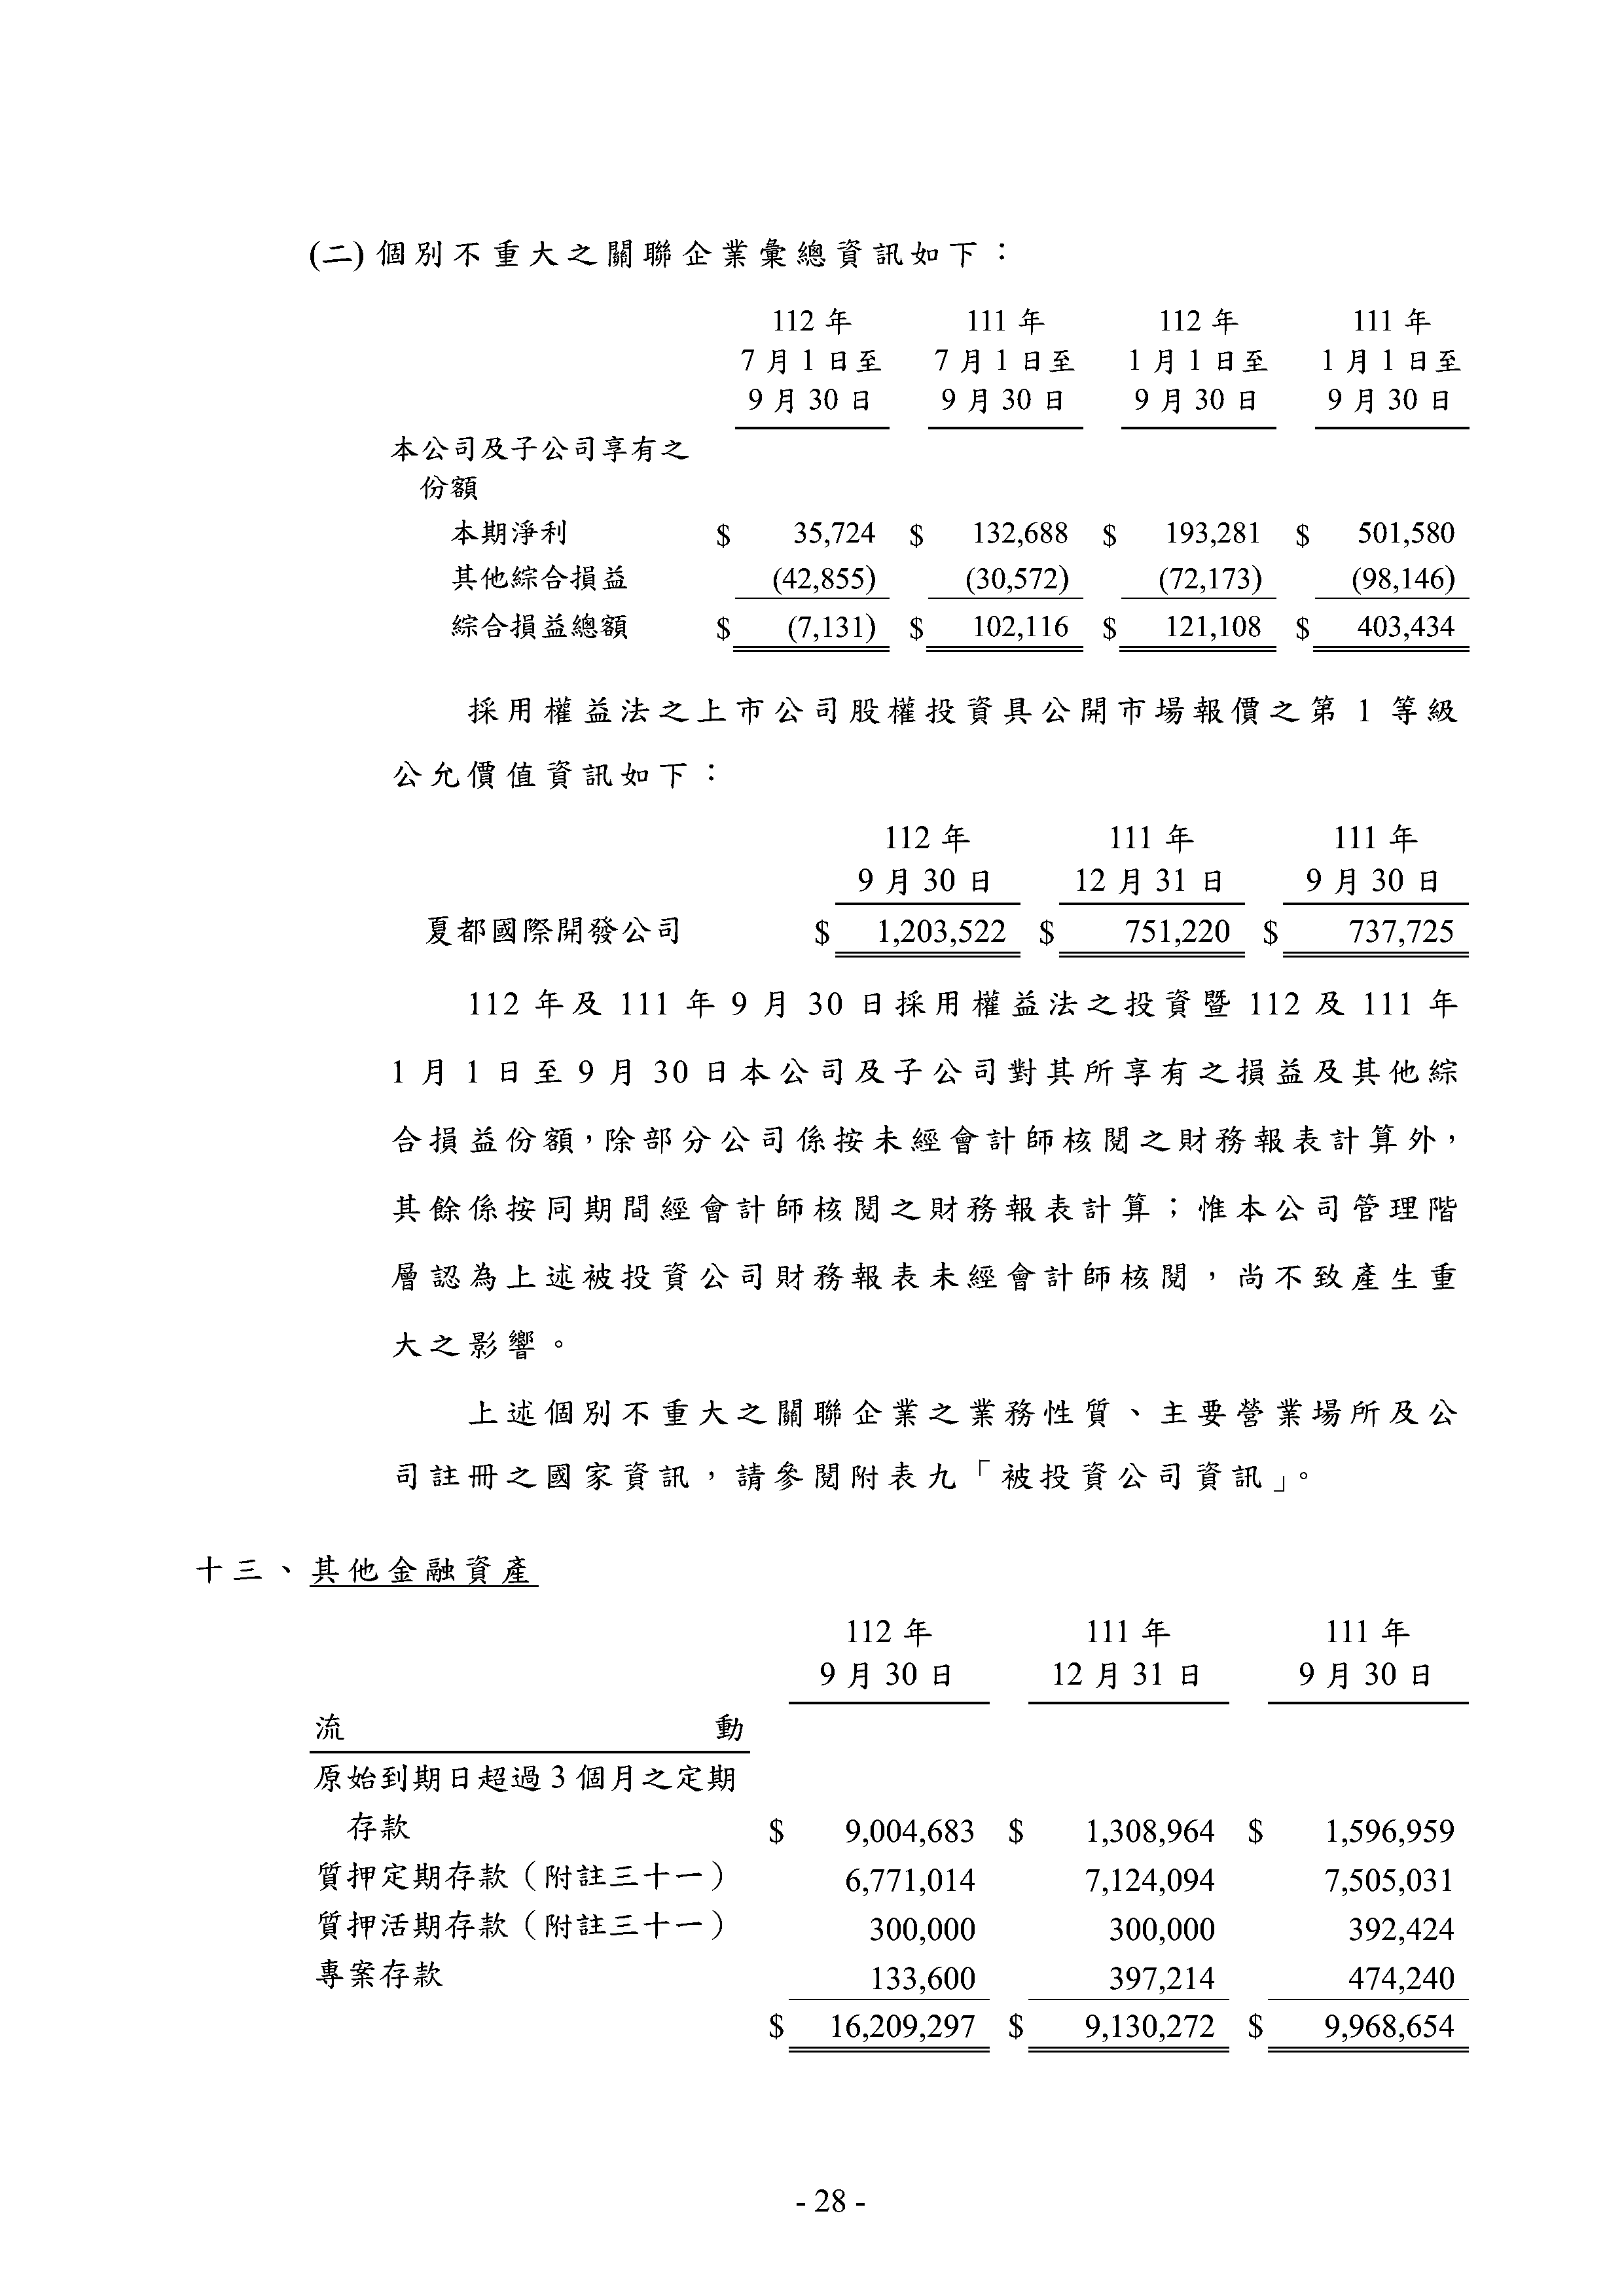 (二) 個別不重大之關聯企業彙總資訊如下：
112 年 111 年 112 年 111 年
7 月 1 日至 7 月 1 日至 1 月 1 日至 1 月 1 日至
9 月 30 日 9 月 30 日 9 月 30 日 9 月 30 日
本公司及子公司享有之
份額
本期淨利 $ 35,724 $ 132,688 $ 193,281 $ 501,580
其他綜合損益 (42,855) (30,572) (72,173) (98,146)
綜合損益總額 $ (7,131) $ 102,116 $ 121,108 $ 403,434
採用權益法之上市公司股權投資具公開市場報價之第 1 等級
公允價值資訊如下：
112 年 111 年 111 年
9 月 30 日 12 月 31 日 9 月 30 日
夏都國際開發公司 $ 1,203,522 $ 751,220 $ 737,725
112 年及 111 年 9 月 30 日採用權益法之投資暨 112 及 111 年
1 月 1 日至 9 月 30 日本公司及子公司對其所享有之損益及其他綜
合損益份額，除部分公司係按未經會計師核閱之財務報表計算外，
其餘係按同期間經會計師核閱之財務報表計算；惟本公司管理階
層認為上述被投資公司財務報表未經會計師核閱，尚不致產生重
大之影響。
上述個別不重大之關聯企業之業務性質、主要營業場所及公
司註冊之國家資訊，請參閱附表九「被投資公司資訊」。
十三、其他金融資產
112 年 111 年 111 年
9 月 30 日 12 月 31 日 9 月 30 日
流 動
原始到期日超過 3 個月之定期
存款 $ 9,004,683 $ 1,308,964 $ 1,596,959
質押定期存款（附註三十一） 6,771,014 7,124,094 7,505,031
質押活期存款（附註三十一） 300,000 300,000 392,424
專案存款 133,600 397,214 474,240
$ 16,209,297 $ 9,130,272 $ 9,968,654
- 28 -